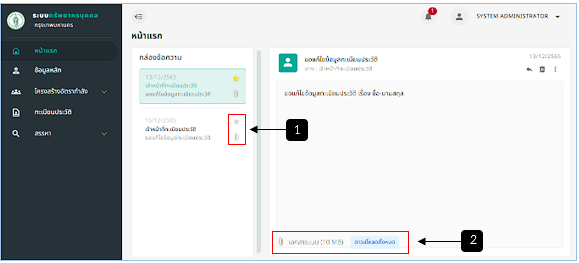 ระบบทรัพยากรบุคคล
กรุงเทพมหานคร
1
SYSTEM ADMINISTRATOR
หน้าแรก
หน้าแรก
ข้อมูลหลัก
โครงสร้างอัตรากำลัง
ทะเบียนประวัติ
สรรหา
กล่องข้อความ
13/12/2565
เจ้าหน้าที่ทะเบียนประวัติ
ขอแก้ไขข้อมูลทะเบียนประวัติ
13/12/2565
เจ้าหน้าที่ทะเบียนประวัติ
ขอแก้ไขข้อมูลทะเบียนประวัติ
1
ขอแก้ไขข้อมูลทะเบียนประวัติ
จาก : เจ้าหน้าที่ทะเบียนประวัติ
13/12/2565
ขอแก้ไขข้อมูลทะเบียนประวัติ เรื่อง ชื่อ-นามสกุล
เอกสารแนบ (10 MB)
ดาวน์โหลดทั้งหมด
2